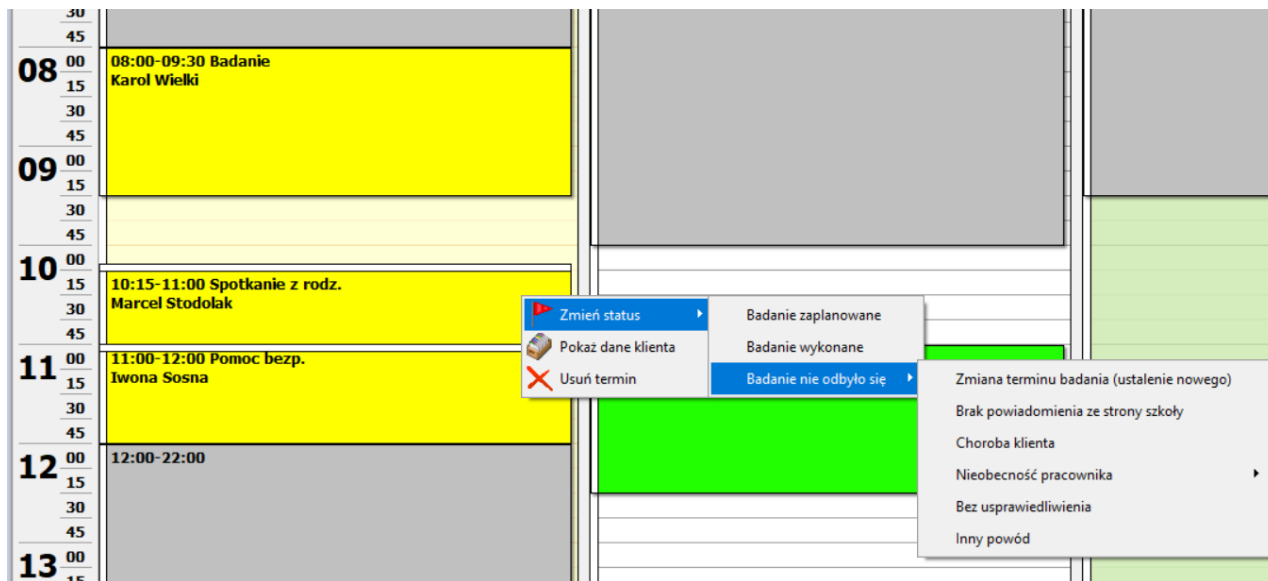 30
45
08 00
15
30
45
09 00
15
30
45
10 00
15
30
45
11 00
15
30
45
12 00
15
30
45
13 00
15
08:00-09:30 Badanie
Karol Wielki
10:15-11:00 Spotkanie z rodz.
Marcel Stodolak
11:00-12:00 Pomoc bezp.
Iwona Sosna
12:00-22:00
Zmień status
Pokaż dane klienta
Usuń termin
Badanie zaplanowane
Badanie wykonane
Badanie nie odbyło się
Zmiana terminu badania (ustalenie nowego)
Brak powiadomienia ze strony szkoły
Choroba klienta
Nieobecność pracownika
Bez usprawiedliwienia
Inny powód